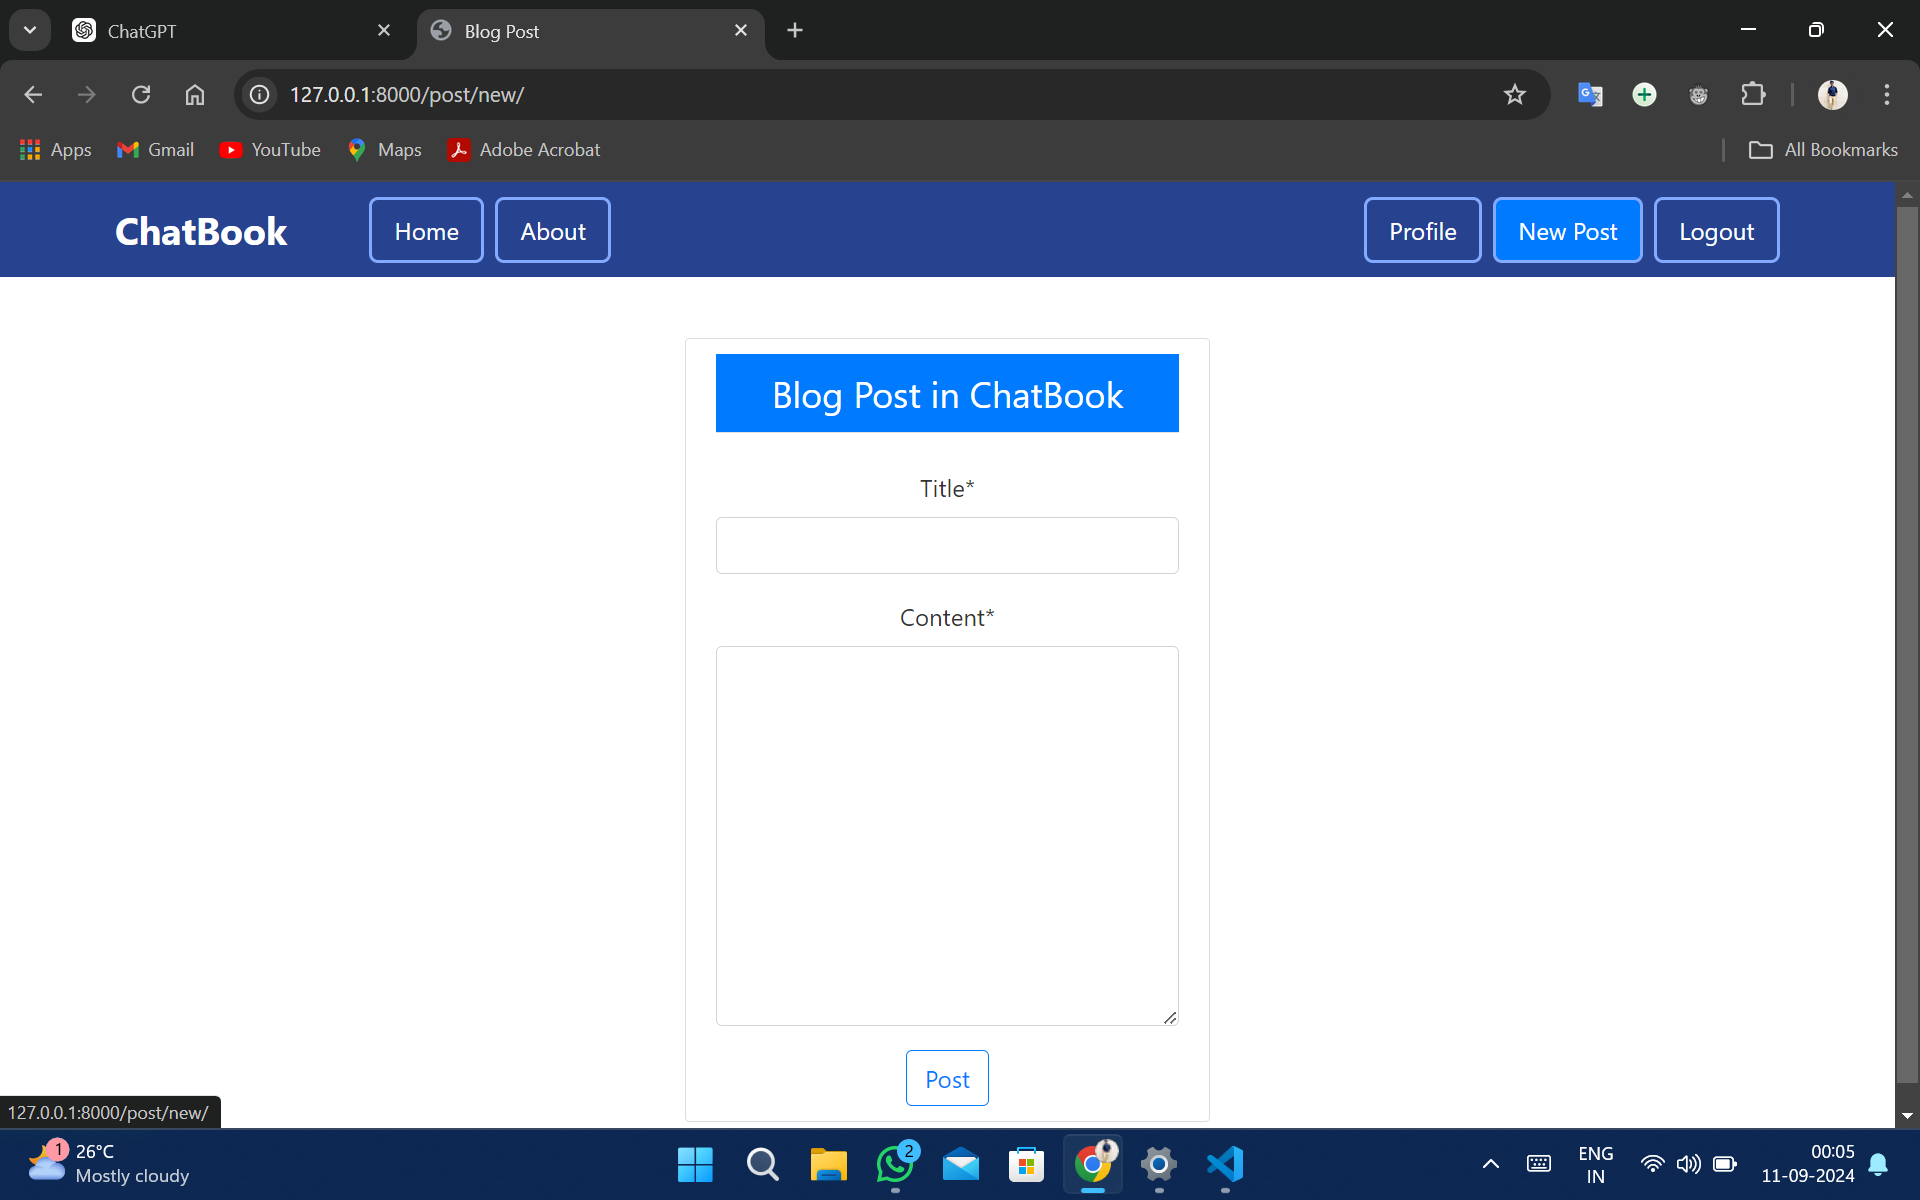 ChatGPT
Blog Post
127.0.0.1:8000/post/new/
Apps
Gmail
YouTube
Maps
Adobe Acrobat
All Bookmarks
ChatBook
Home
About
Profile
New Post
Logout
Blog Post in ChatBook
Title*
Content*
Post
127.0.0.1:8000/post/new/
1
26°C
Mostly cloudy
2
ENG
IN
00:05
11-09-2024